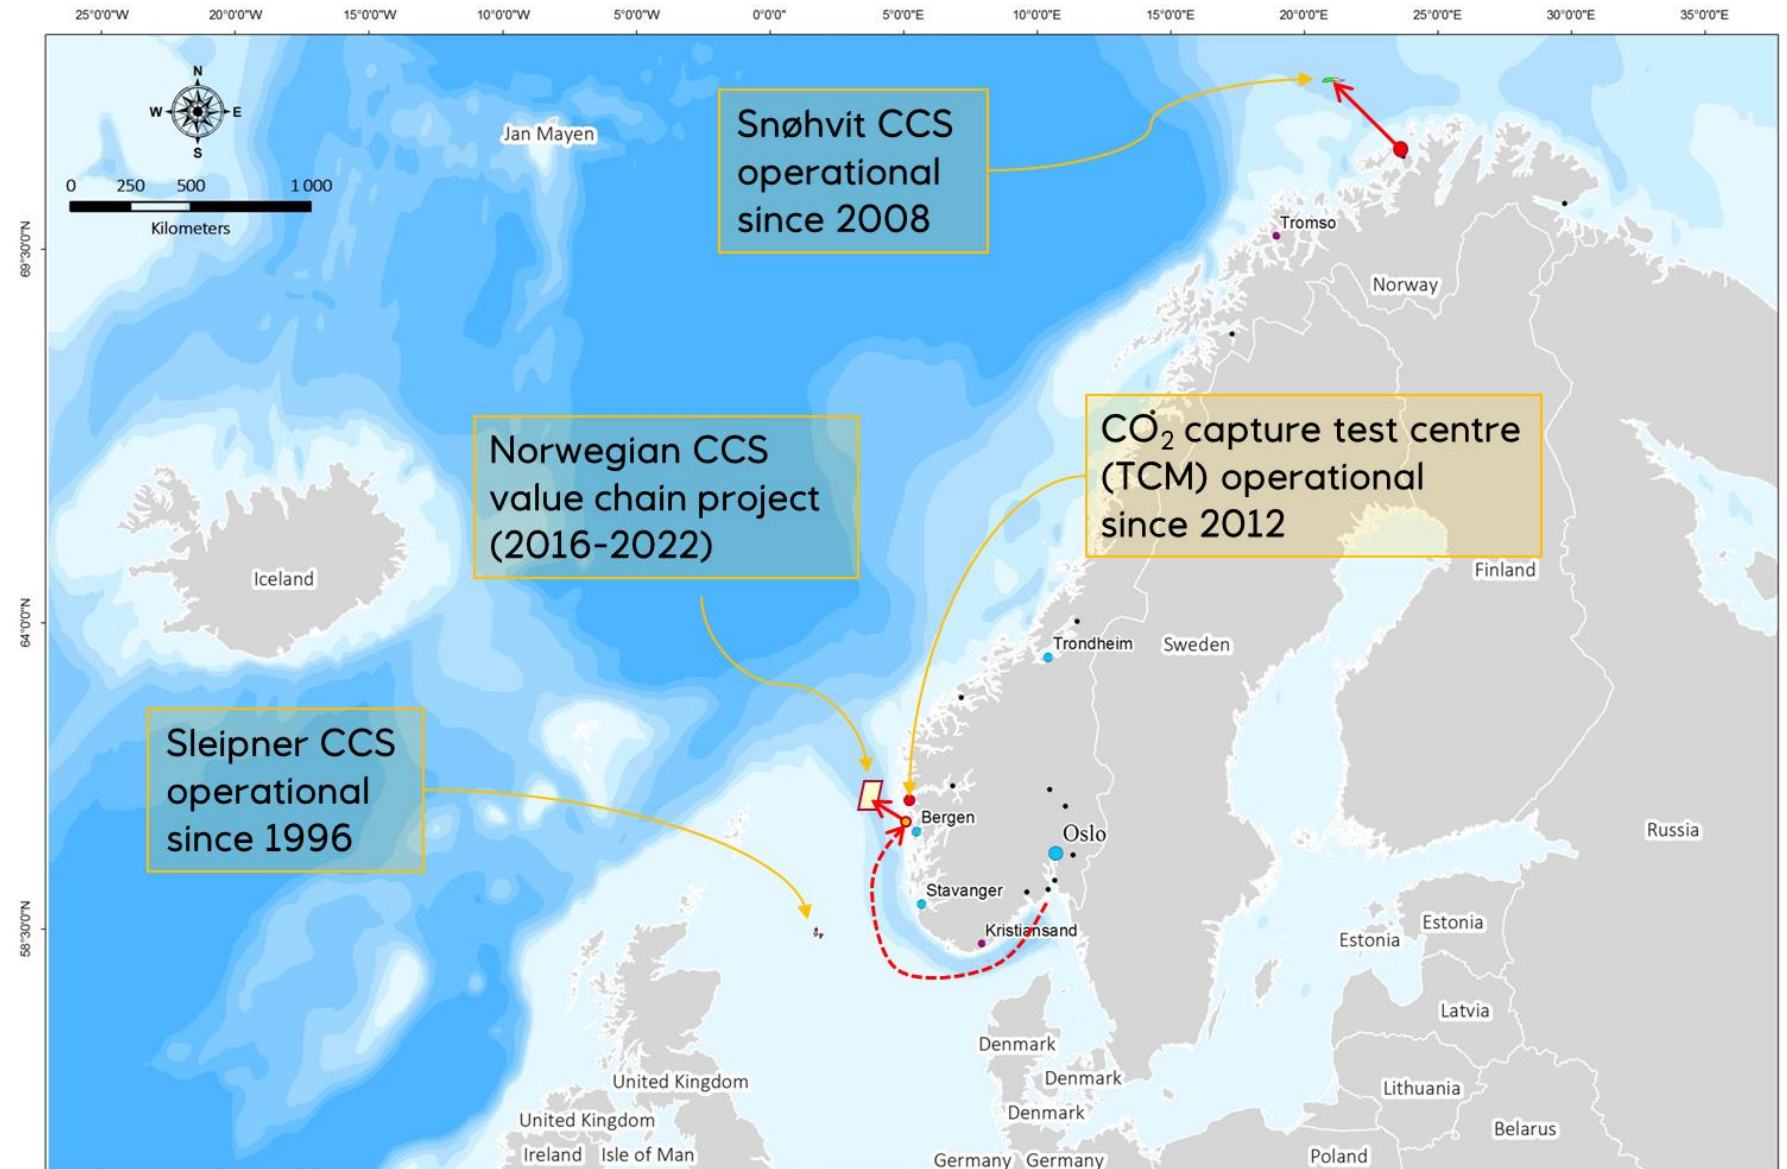 25°0'0"W 20°0'0"W 15°0'0"W 10°0'0"W 5°0'0"W 0°0'0" 5°0'0"E 10°0'0"E 15°0'0"E 20°0'0"E 25°0'0"E 30°0'0"E 35°0'0"E
N
W E
S
0 250 500 1 000
Kilometers
Jan Mayen
Snøhvit CCS
operational
since 2008
Tromso
69°30'0"N
Norway
CO₂ capture test centre
(TCM) operational
since 2012
Norwegian CCS
value chain project
(2016-2022)
Iceland
Finland
64°0'0"N
Trondheim
Sweden
Sleipner CCS
operational
since 1996
Bergen
Oslo
Russia
Stavanger
Kristiansand
58°30'0"N
Estonia
Estonia
Latvia
Denmark
Denmark
Denmark
Lithuania
United Kingdom
United Kingdom
Belarus
Ireland
Isle of Man
Germany
Germany
Poland